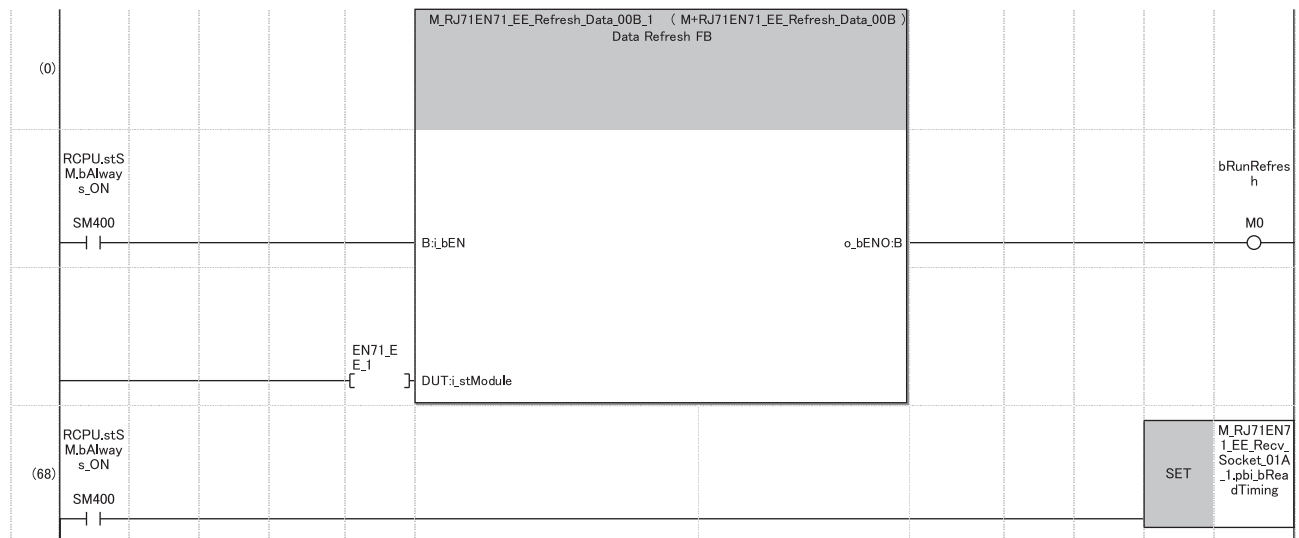 M_RJ71EN71_EE_Refresh_Data_00B_1 ( M+RJ71EN71_EE_Refresh_Data_00B )
Data Refresh FB
(0)
RCPU.stS
M.bAlway
s_ON
SM400
B:i_bEN
o_bENO:B
bRunRefres
h
M0
EN71_E
E_1
DUT:i_stModule
(68)
RCPU.stS
M.bAlway
s_ON
SM400
SET
M_RJ71EN7
1_EE_Recv_
Socket_01A
_1.pbi_bRea
dTiming